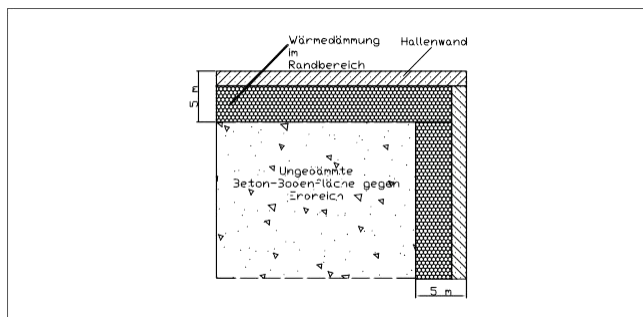 Wärmedämmung
im
Randbereich
Hallenwand
5 m
Ungedämmte
Beton-Bodenfläche gegen
Erdreich
5 m